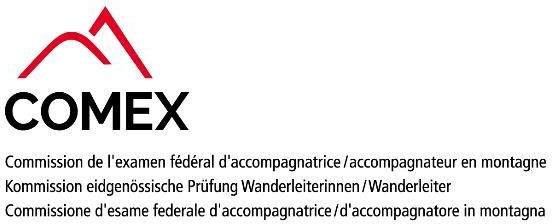 COMEX
Commission de l'examen fédéral d'accompagnatrice/accompagnateur en montagne
Kommission eidgenössische Prüfung Wanderleiterinnen/Wanderleiter
Commissione d'esame federale d'accompagnatrice/d'accompagnatore in montagna